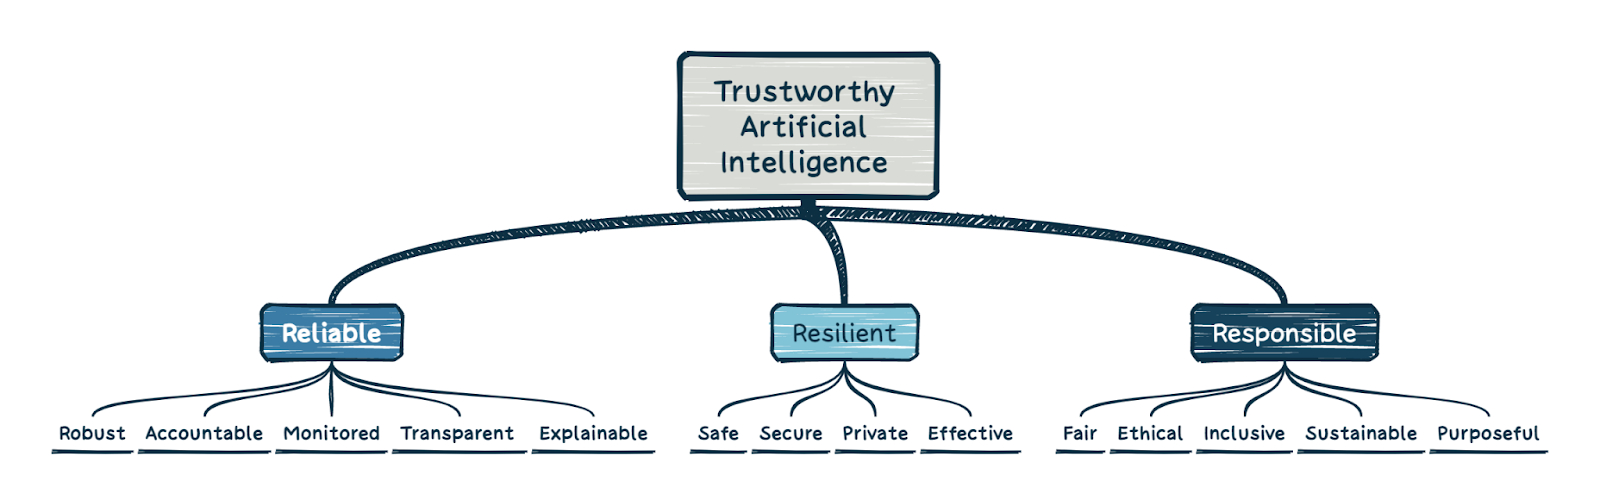 Trustworthy
Artificial
Intelligence
Reliable
Resilient
Responsible
Robust
Accountable
Monitored
Transparent
Explainable
Safe
Secure
Private
Effective
Fair
Ethical
Inclusive
Sustainable
Purposeful